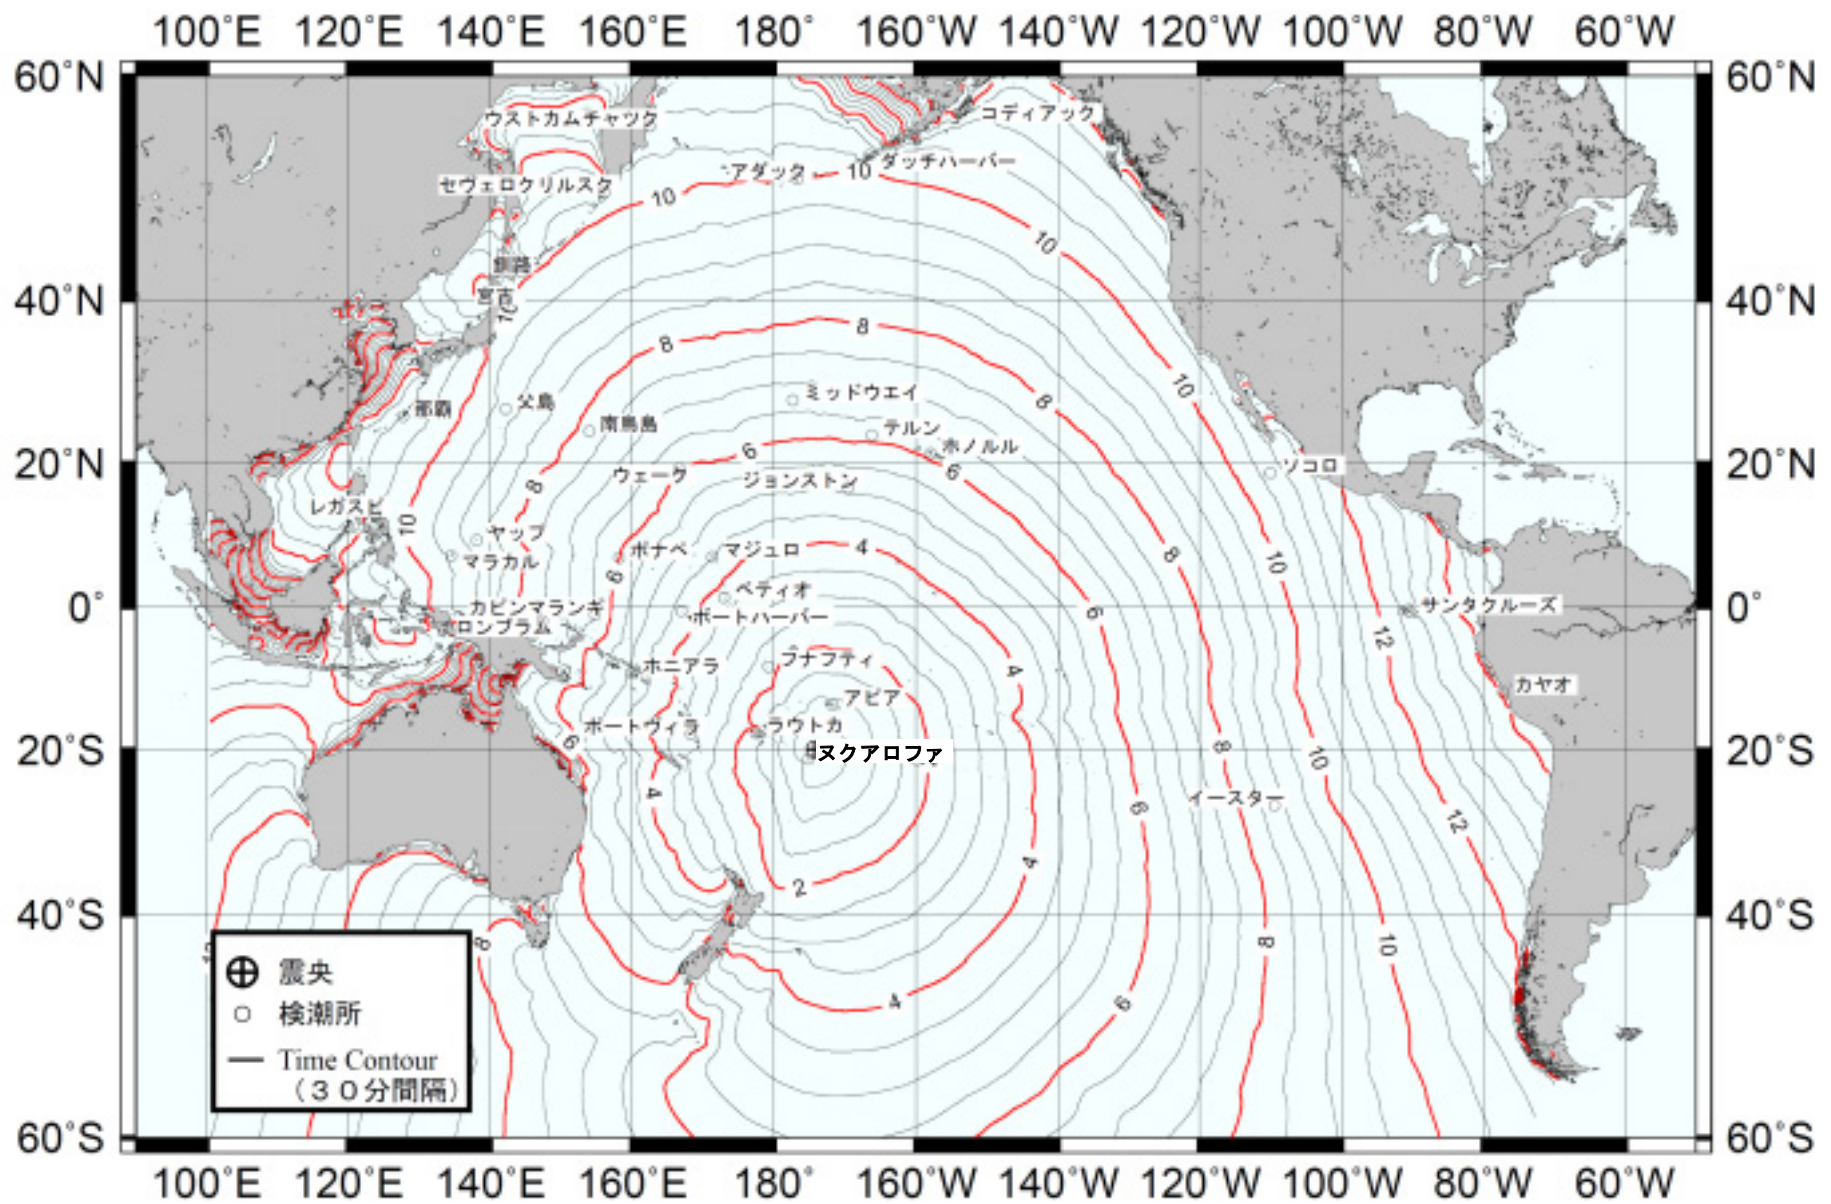 100°E 120°E 140°E 160°E 180° 160°W 140°W 120°W 100°W 80°W 60°W
60°N 60°N
コディアック
ウストカムチャツク
ダッチハーバー
アダック 10
セヴェロクリルスク
10
10
釧路
宮古
40°N 40°N
10
8
8
10
ミッドウエイ
8
父島
那覇
南鳥島
テルン
ホノルル
6
20°N ソコロ 20°N
ウェーク 6
ジョンストン
8
レガスピ
10
ヤップ
マジュロ 4
ポナペ
8
マラカル
10
6
ベティオ
0° カピンマランギ サンタクルーズ 0°
ポートハーバー 6
ロンブラム
12
フナフティ
ホニアラ
4
カヤオ
アピア
ポートヴィラ ラウトカ
6
8
20°S ヌクアロファ 20°S
10
4
イースター
6
12
4
2
40°S 40°S
8
8
10
震央
4
6
検潮所
Time Contour
(３０分間隔)
60°S 60°S
100°E 120°E 140°E 160°E 180° 160°W 140°W 120°W 100°W 80°W 60°W